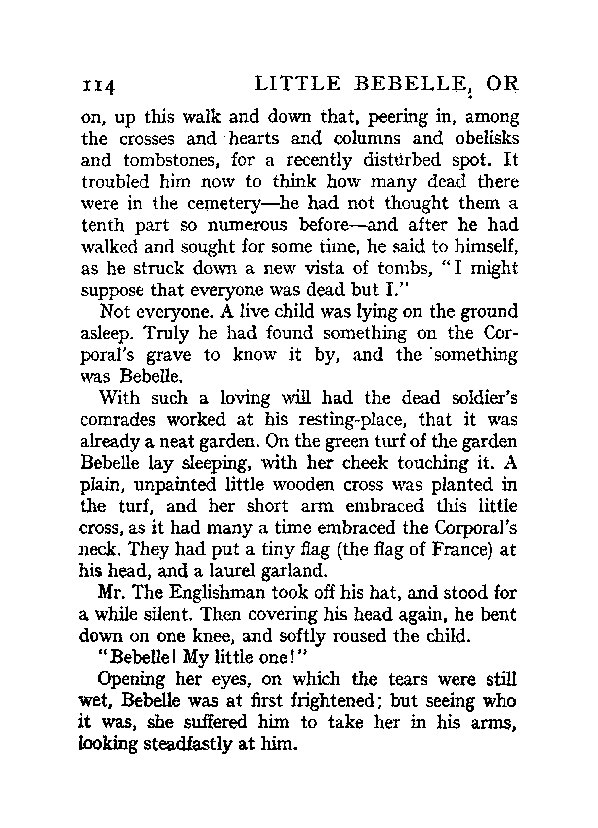 114 LITTLE BEBELLE, OR
on, up this walk and down that, peering in, among
the crosses and hearts and columns and obelisks
and tombstones, for a recently disturbed spot. It
troubled him now to think how many dead there
were in the cemetery—he had not thought them a
tenth part so numerous before—and after he had
walked and sought for some time, he said to himself,
as he struck down a new vista of tombs, "I might
suppose that everyone was dead but I."
Not everyone. A live child was lying on the ground
asleep. Truly he had found something on the Cor-
poral's grave to know it by, and the something
was Bebelle.
With such a loving will had the dead soldier's
comrades worked at his resting-place, that it was
already a neat garden. On the green turf of the garden
Bebelle lay sleeping, with her cheek touching it. A
plain, unpainted little wooden cross was planted in
the turf, and her short arm embraced this little
cross, as it had many a time embraced the Corporal's
neck. They had put a tiny flag (the flag of France) at
his head, and a laurel garland.
Mr. The Englishman took off his hat, and stood for
a while silent. Then covering his head again, he bent
down on one knee, and softly roused the child.
"Bebelle! My little one!"
Opening her eyes, on which the tears were still
wet, Bebelle was at first frightened; but seeing who
it was, she suffered him to take her in his arms,
looking steadfastly at him.